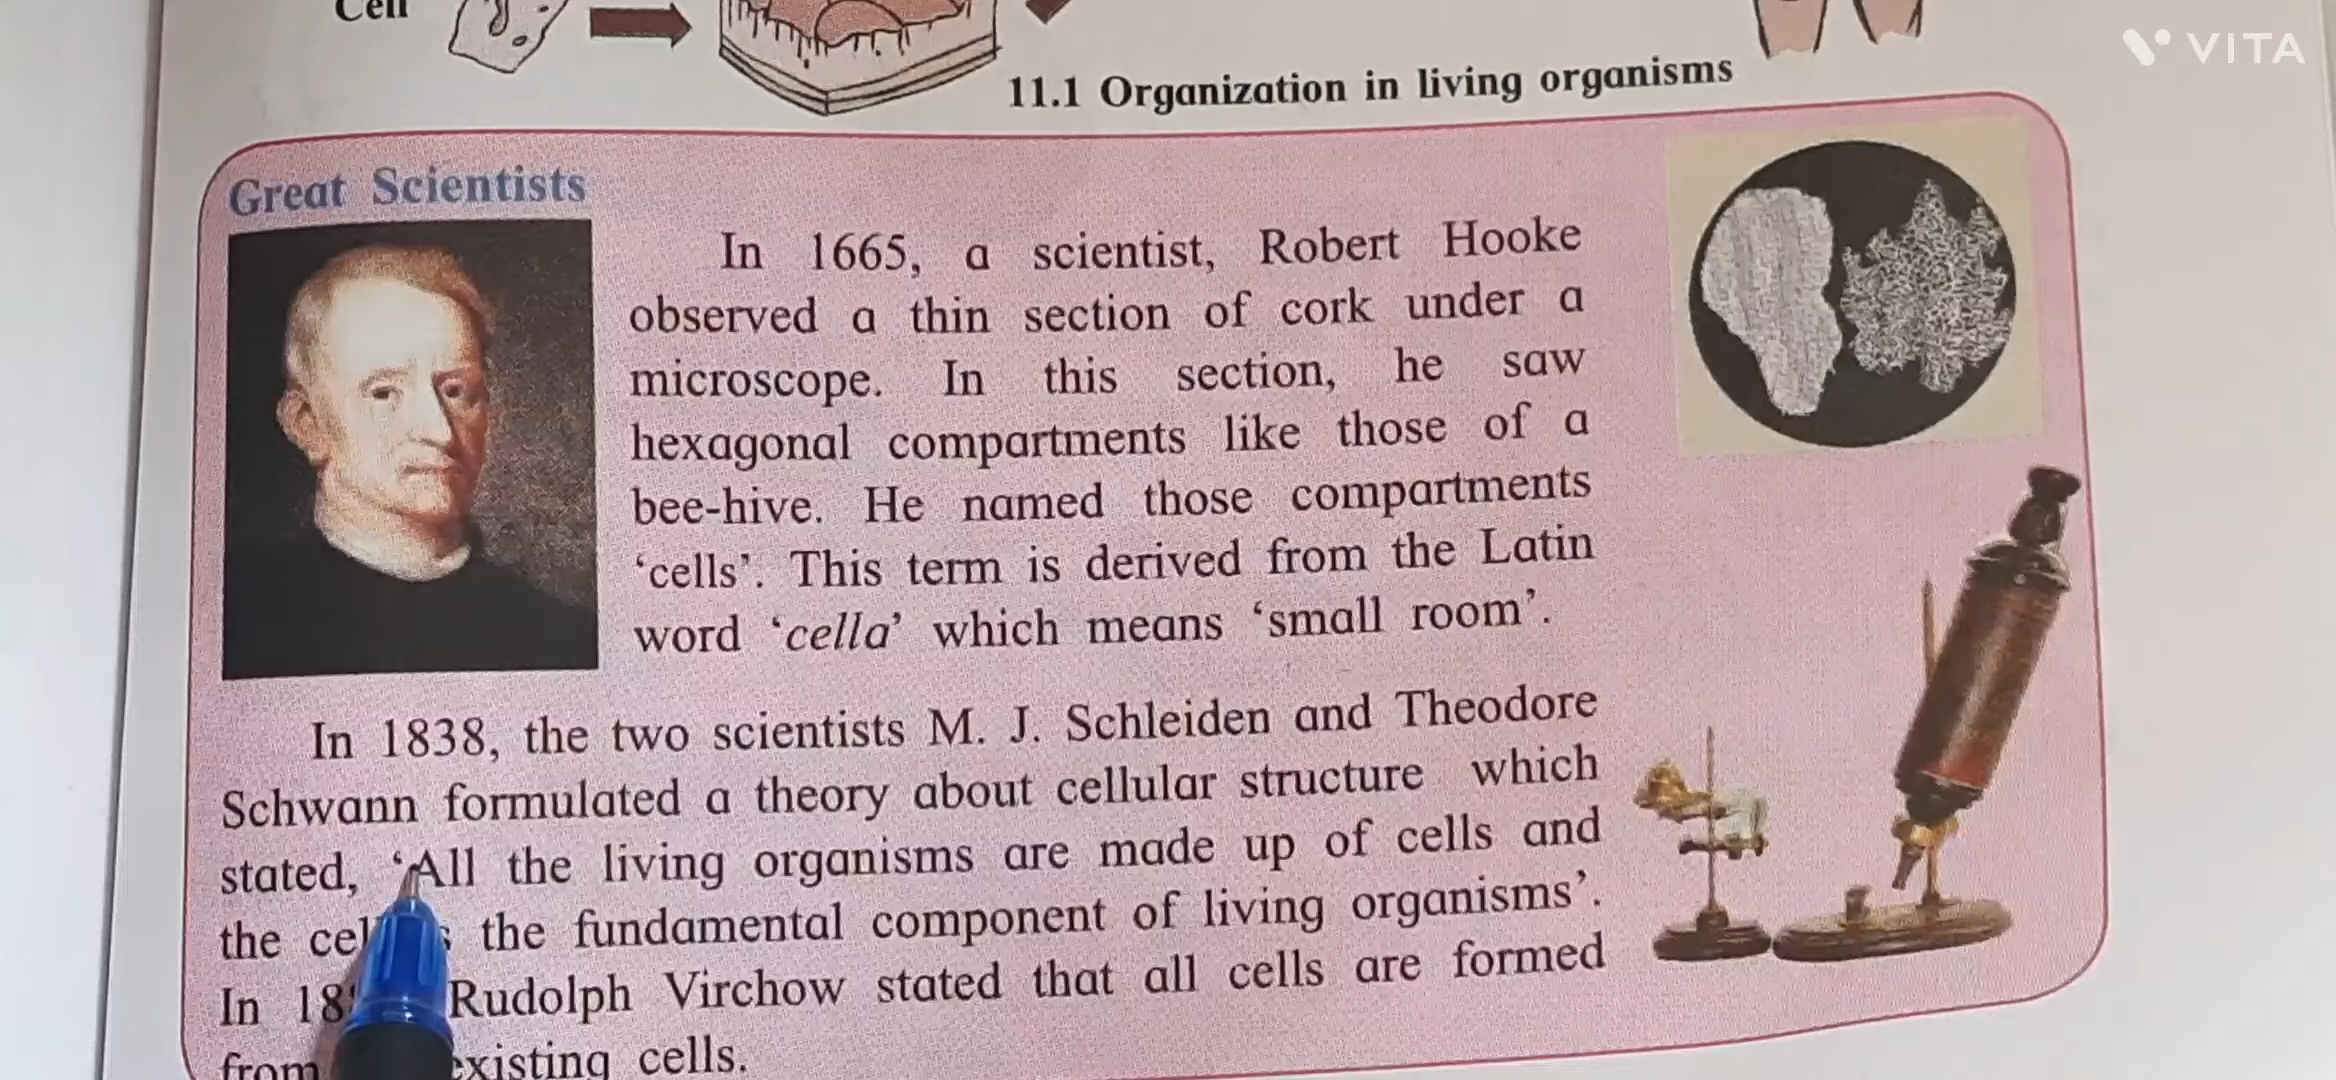 Cell
VITA
11.1 Organization in living organisms
Great Scientists
In 1665, a scientist, Robert Hooke
observed a thin section of cork under a
microscope. In this section, he saw
hexagonal compartments like those of a
bee-hive. He named those compartments
‘cells’. This term is derived from the Latin
word ‘cella’ which means ‘small room’.
In 1838, the two scientists M. J. Schleiden and Theodore
Schwann formulated a theory about cellular structure which
stated, ‘All the living organisms are made up of cells and
the the fundamental component of living organisms’.
In Rudolph Virchow stated that all cells are formed
from cells.